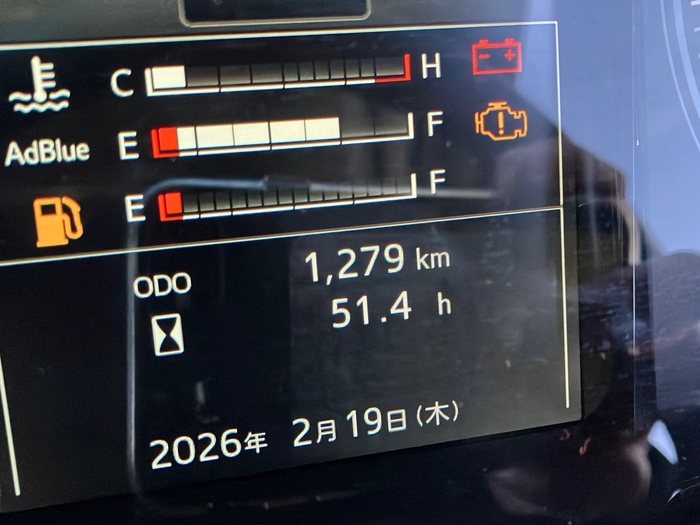 C H
AdBlue E F
E F
ODO 1,279 km
51.4 h
2026年 2月19日(木)